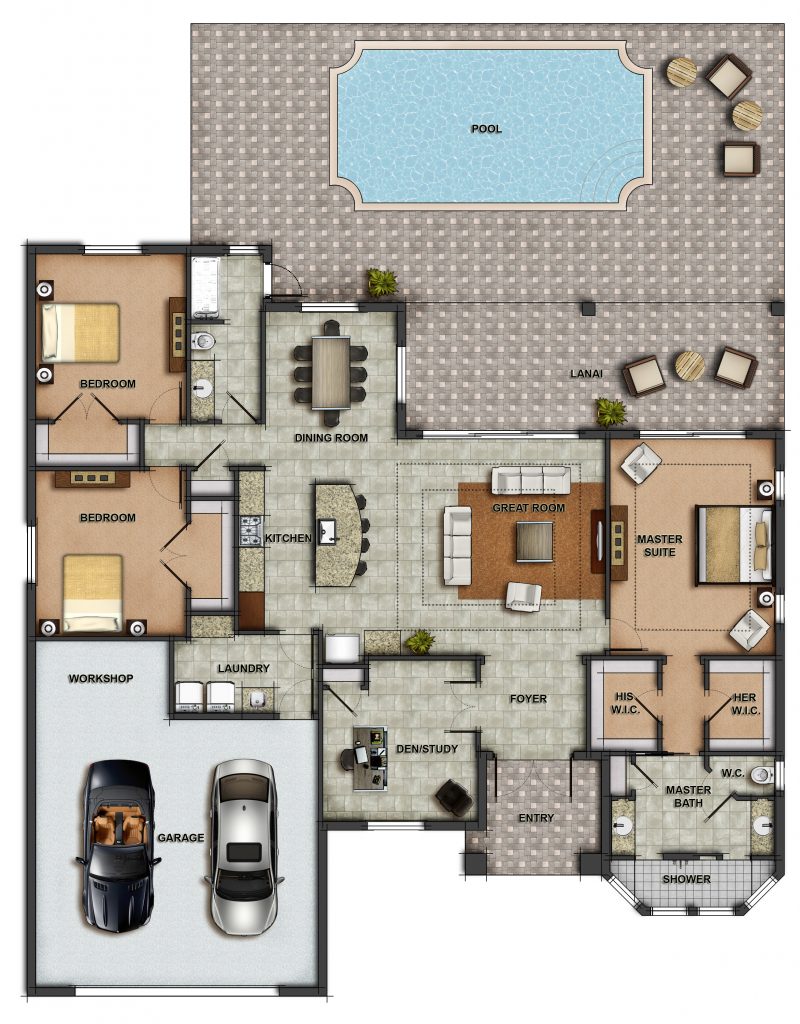 POOL
LANAI
BEDROOM
DINING ROOM
BEDROOM
GREAT ROOM
KITCHEN
MASTER
SUITE
LAUNDRY
WORKSHOP
HIS
W.I.C.
HER
W.I.C.
FOYER
DEN/STUDY
W.C.
MASTER
BATH
ENTRY
GARAGE
SHOWER